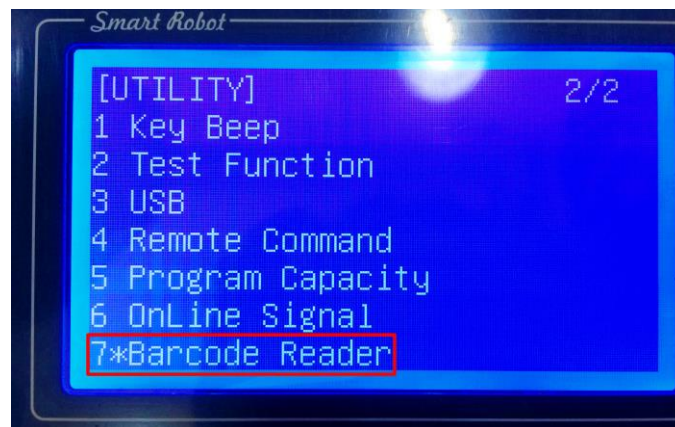 Smart Robot
[UTILITY] 2/2
1 Key Beep
2 Test Function
3 USB
4 Remote Command
5 Program Capacity
6 OnLine Signal
7*Barcode Reader